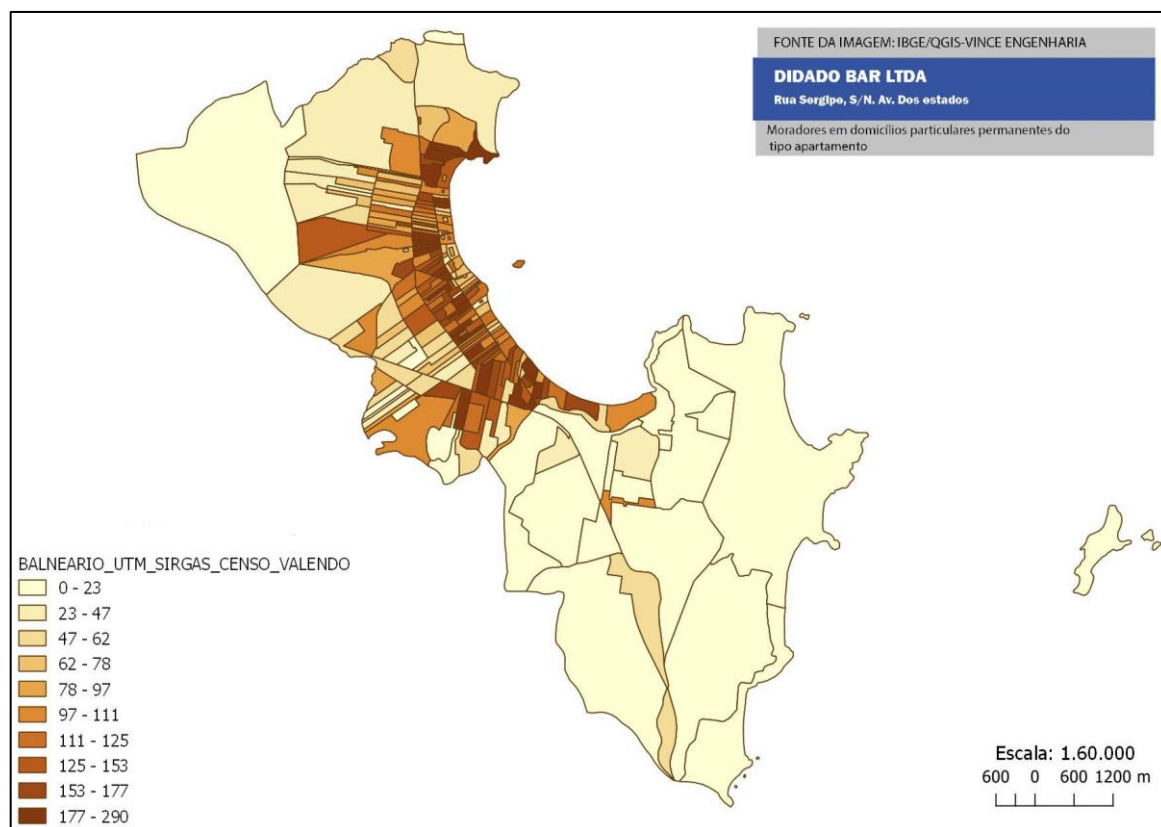 FONTE DA IMAGEM: IBGE/QGIS-VINCE ENGENHARIA
DIDADO BAR LTDA
Rua Sergipe, S/N. Av. Dos estados
Moradores em domicílios particulares permanentes do
tipo apartamento
BALNEARIO_UTM_SIRGAS_CENSO_VALENDO
0 - 23
23 - 47
47 - 62
62 - 78
78 - 97
97 - 111
111 - 125
125 - 153
153 - 177
177 - 290
Escala: 1.60.000
600 0 600 1200 m